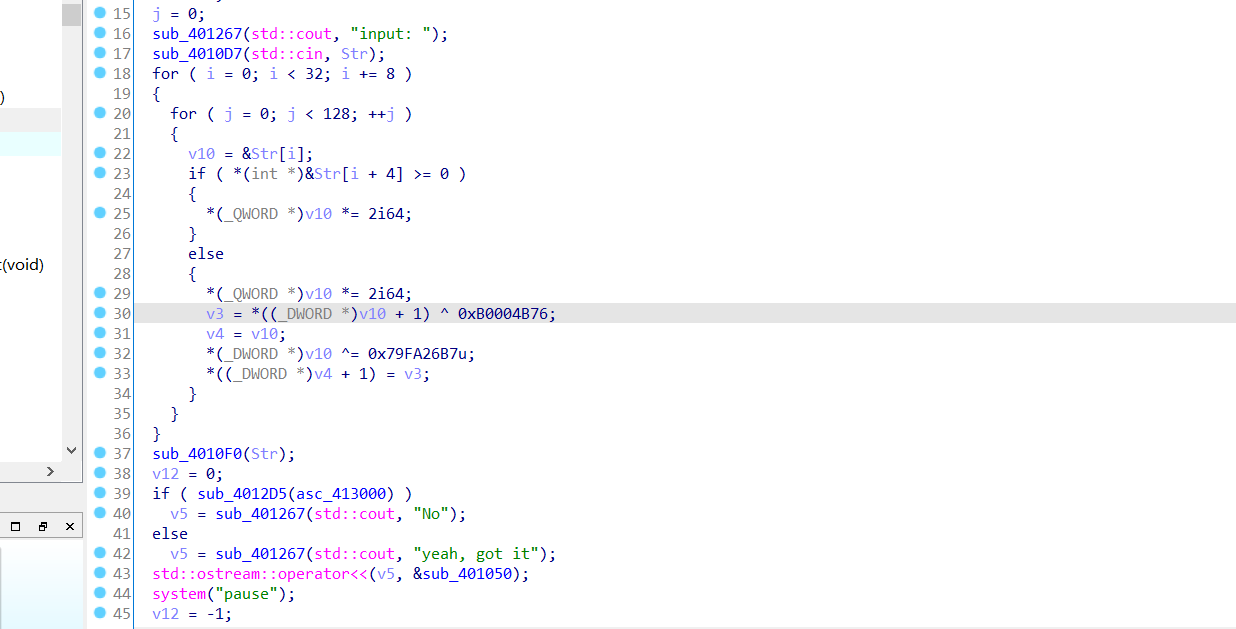 15 j = 0;
16 sub_401267(std::cout, "input: ");
17 sub_4010D7(std::cin, Str);
18 for ( i = 0; i < 32; i += 8 )
)
19 {
20 for ( j = 0; j < 128; ++j )
21 {
22 v10 = &Str[i];
23 if ( *(int *)&Str[i + 4] >= 0 )
24 {
25 *(_QWORD *)v10 *= 2i64;
26 }
27 else
t(void)
28 {
29 *(_QWORD *)v10 *= 2i64;
30 v3 = *((_DWORD *)v10 + 1) ^ 0xB0004B76;
31 v4 = v10;
32 *(_DWORD *)v10 ^= 0x79FA26B7u;
33 *((_DWORD *)v4 + 1) = v3;
34 }
35 }
36 }
37 sub_4010F0(Str);
38 v12 = 0;
39 if ( sub_4012D5(asc_413000) )
40 v5 = sub_401267(std::cout, "No");
41 else
42 v5 = sub_401267(std::cout, "yeah, got it");
43 std::ostream::operator<<(v5, &sub_401050);
44 system("pause");
45 v12 = -1;